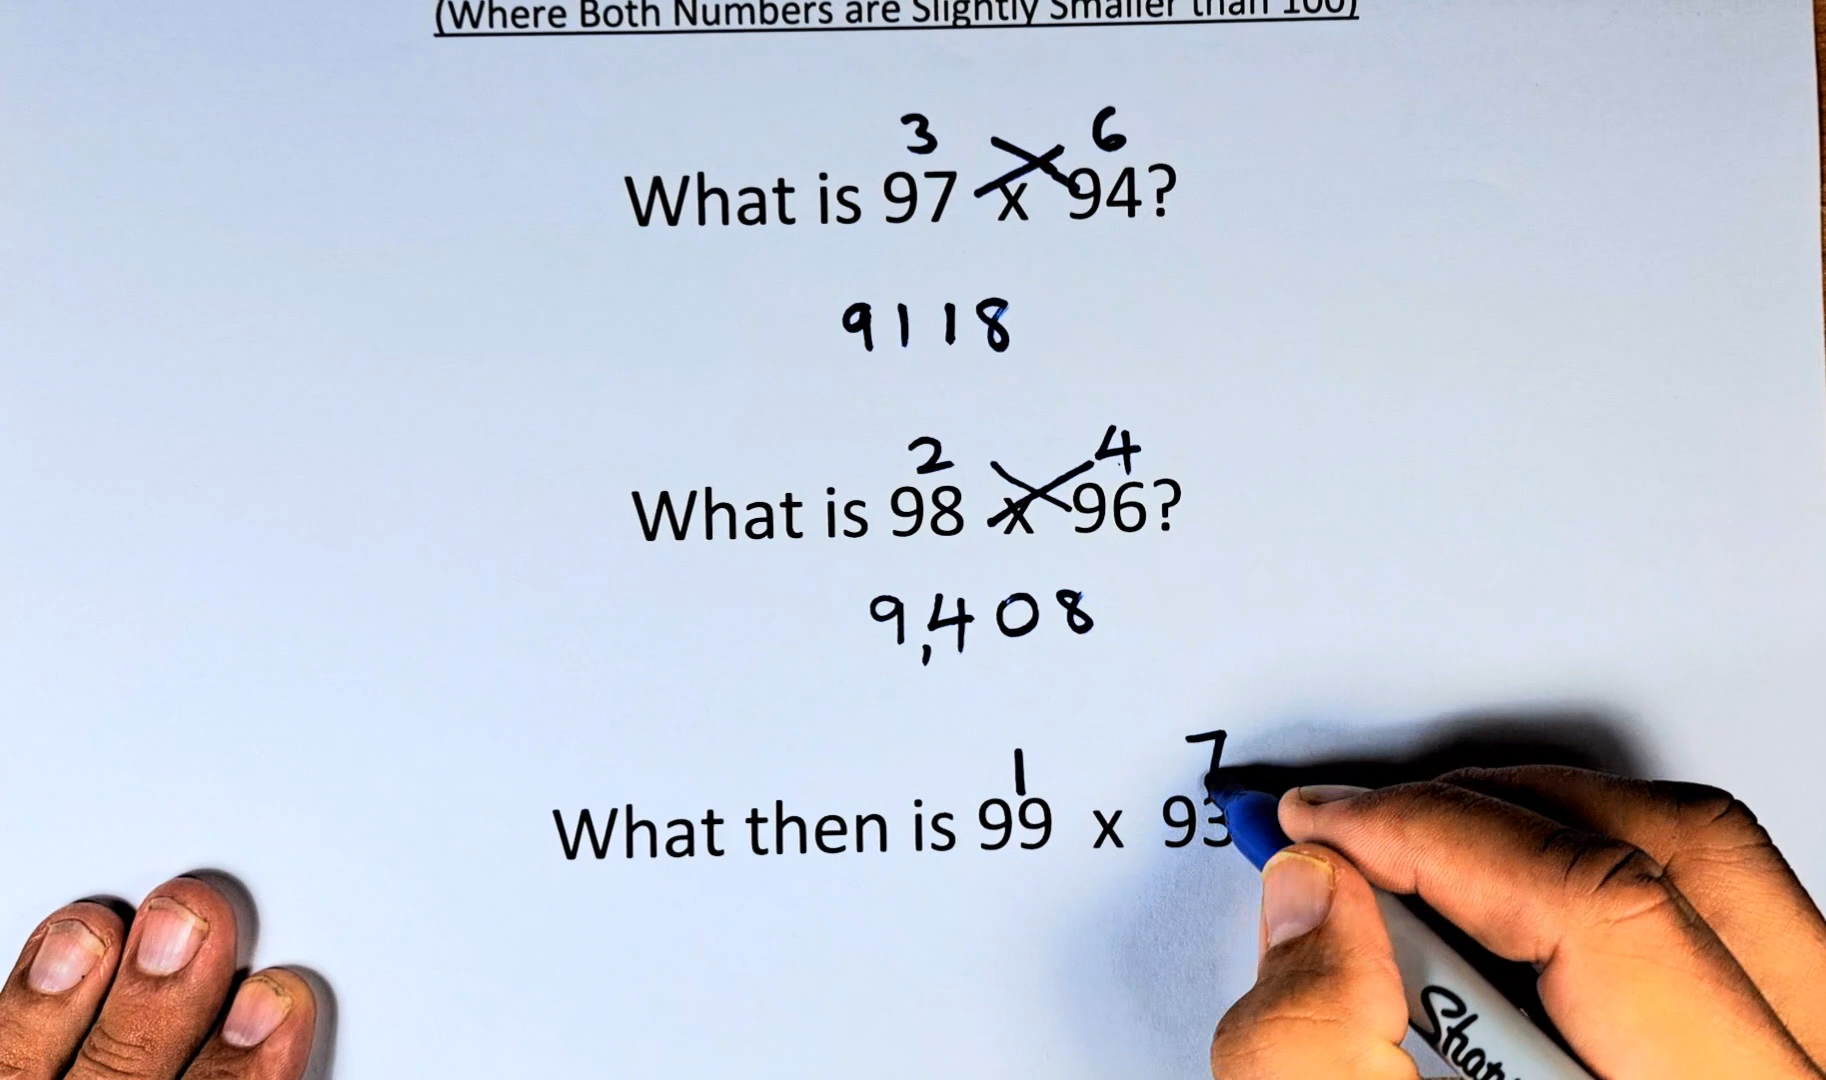 (Where Both Numbers are Slightly Smaller than 100)
3 6
What is 97 x 94?
9118
2 4
What is 98 x 96?
9,408
1 7
What then is 99 x 93